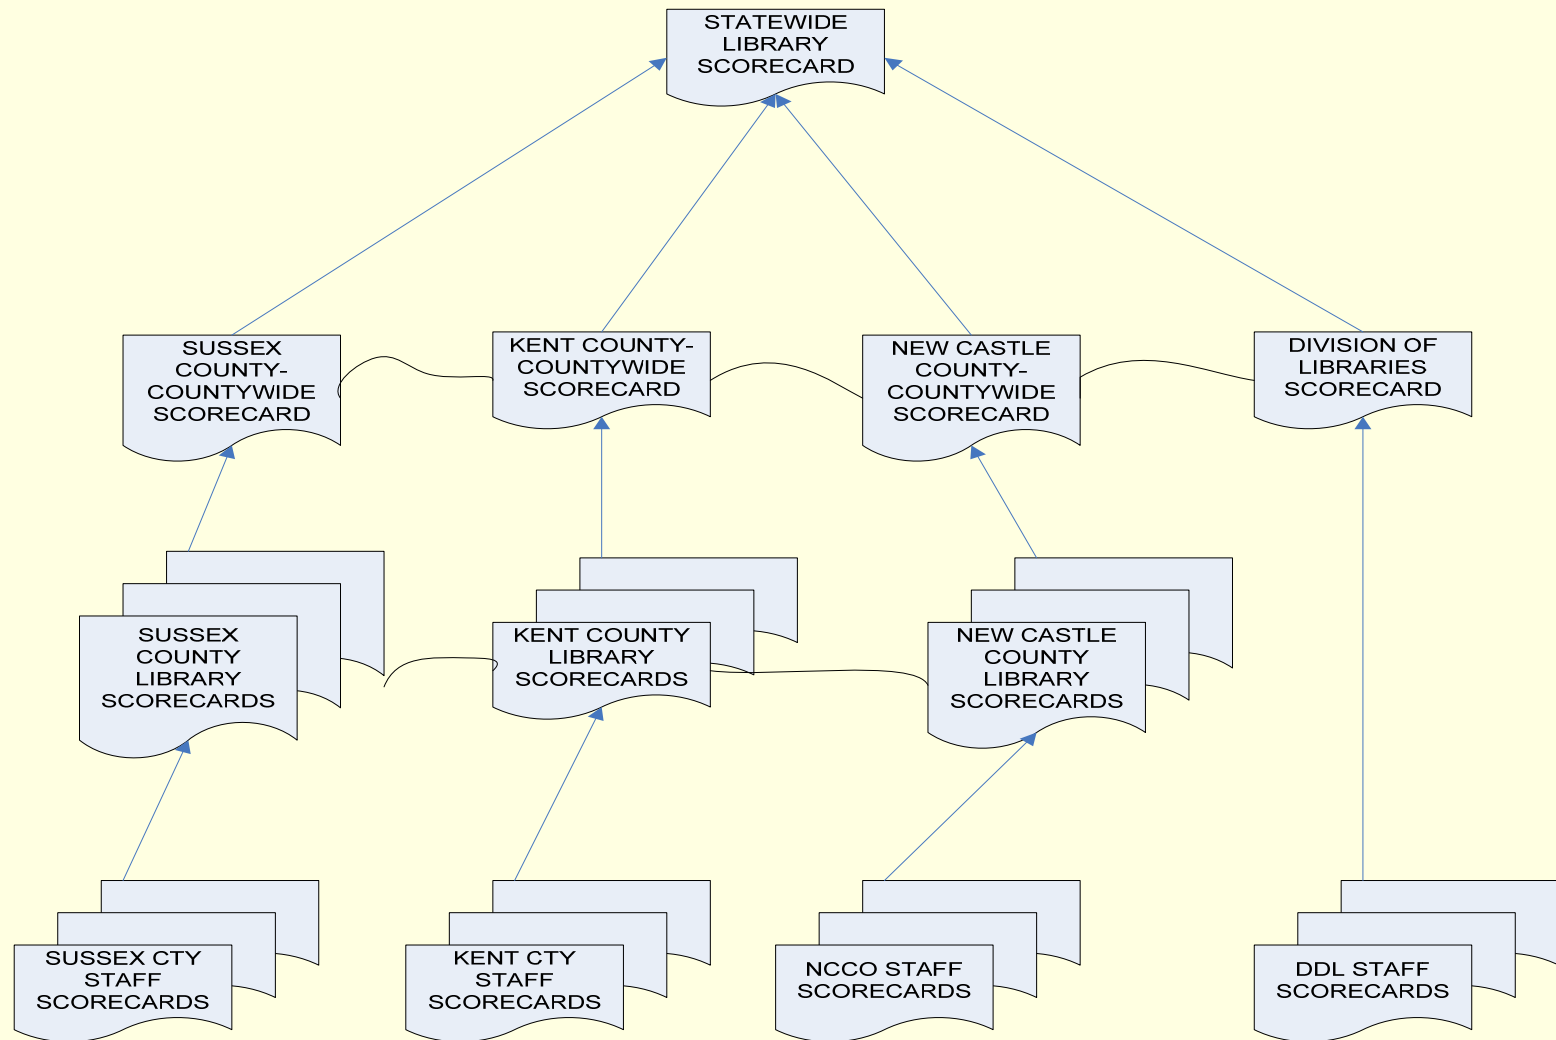 STATEWIDE
LIBRARY
SCORECARD
SUSSEX
COUNTY-
COUNTYWIDE
SCORECARD
KENT COUNTY-
COUNTYWIDE
SCORECARD
NEW CASTLE
COUNTY-
COUNTYWIDE
SCORECARD
DIVISION OF
LIBRARIES
SCORECARD
SUSSEX
COUNTY
LIBRARY
SCORECARDS
KENT COUNTY
LIBRARY
SCORECARDS
NEW CASTLE
COUNTY
LIBRARY
SCORECARDS
SUSSEX CTY
STAFF
SCORECARDS
KENT CTY
STAFF
SCORECARDS
NCCO STAFF
SCORECARDS
DDL STAFF
SCORECARDS